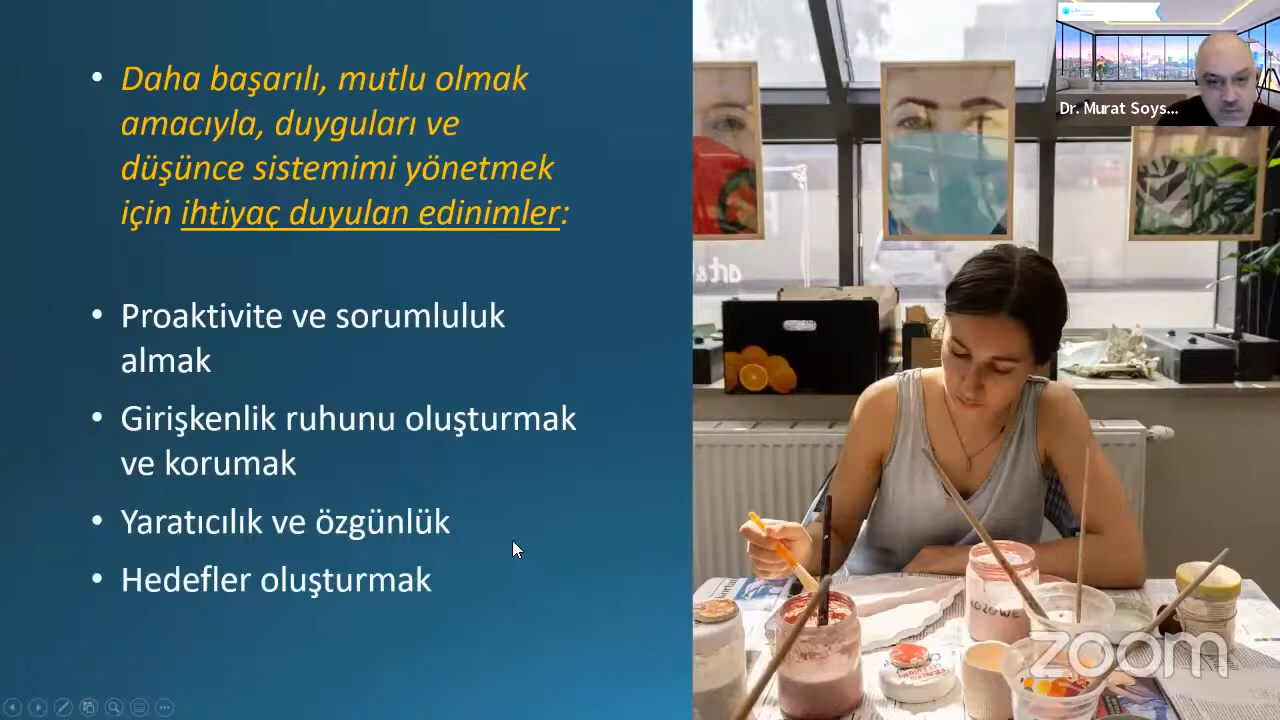 • Daha başarılı, mutlu olmak
amacıyla, duyguları ve
düşünce sistemimi yönetmek
için ihtiyaç duyulan edinimler:
• Proaktivite ve sorumluluk
almak
• Girişkenlik ruhunu oluşturmak
ve korumak
• Yaratıcılık ve özgünlük
• Hedefler oluşturmak
Dr. Murat Soys...
zoom